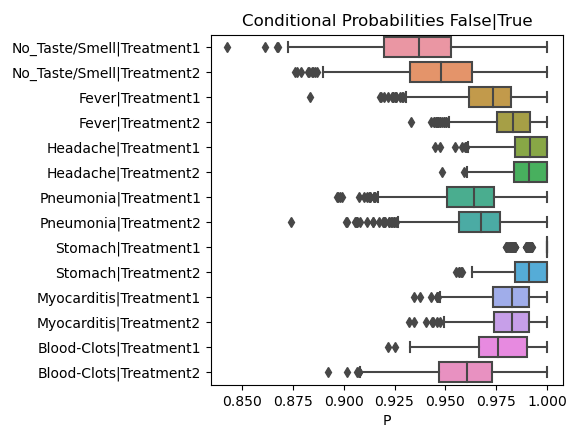 Conditional Probabilities False|True
No_Taste/Smell|Treatment1
No_Taste/Smell|Treatment2
Fever|Treatment1
Fever|Treatment2
Headache|Treatment1
Headache|Treatment2
Pneumonia|Treatment1
Pneumonia|Treatment2
Stomach|Treatment1
Stomach|Treatment2
Myocarditis|Treatment1
Myocarditis|Treatment2
Blood-Clots|Treatment1
Blood-Clots|Treatment2
0.850 0.875 0.900 0.925 0.950 0.975 1.000
P